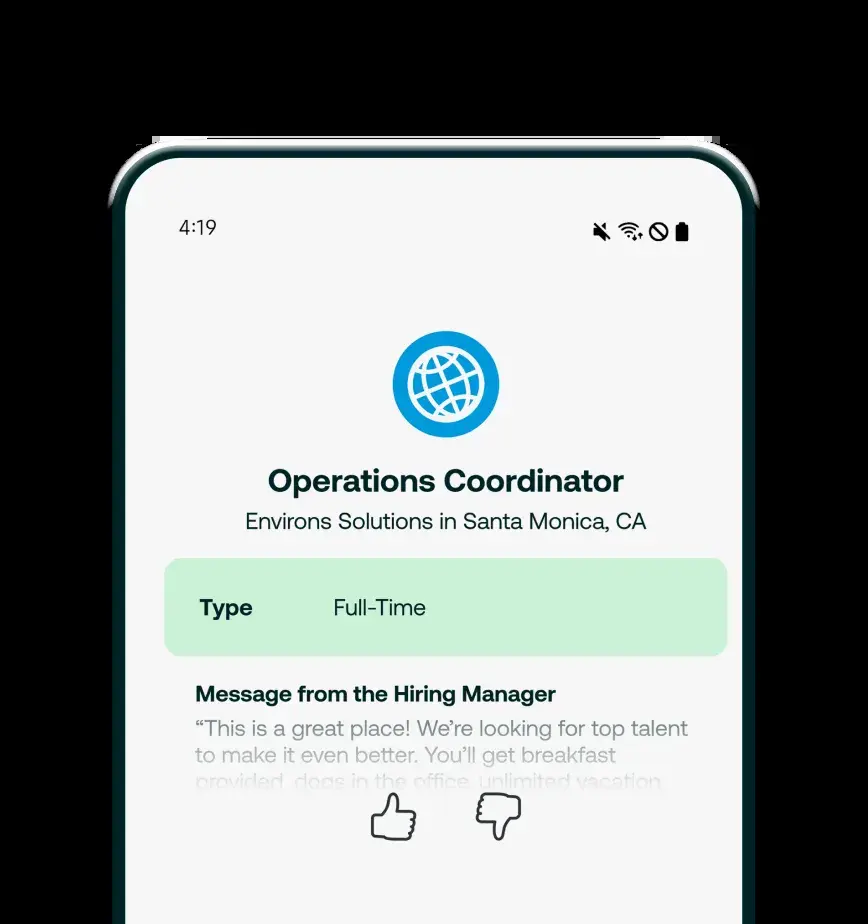 4:19
Operations Coordinator
Environs Solutions in Santa Monica, CA
Type Full-Time
Message from the Hiring Manager
“This is a great place! We’re looking for top talent
to make it even better. You’ll get breakfast
provided, dogs in the office, unlimited vacation